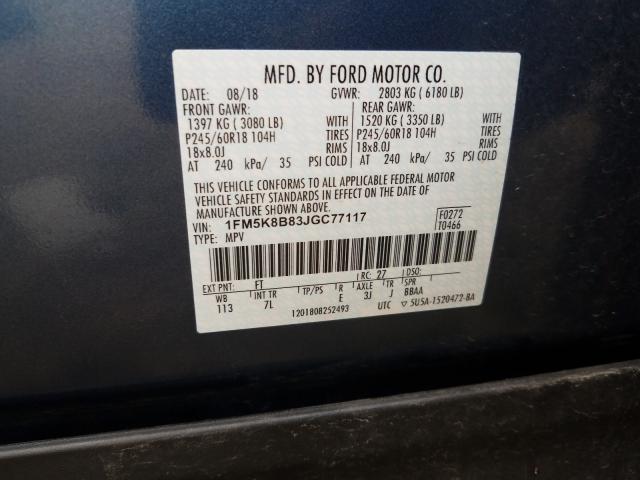 MFD. BY FORD MOTOR CO.
DATE: 08/18 GVWR: 2803 KG ( 6180 LB)
FRONT GAWR: REAR GAWR:
1397 KG ( 3080 LB) WITH 1520 KG ( 3350 LB) WITH
P245/60R18 104H TIRES P245/60R18 104H TIRES
18x8.0J RIMS 18x8.0J RIMS
AT 240 kPa/ 35 PSI COLD AT 240 kPa/ 35 PSI COLD
THIS VEHICLE CONFORMS TO ALL APPLICABLE FEDERAL MOTOR
VEHICLE SAFETY STANDARDS IN EFFECT ON THE DATE OF
MANUFACTURE SHOWN ABOVE.
VIN: 1FM5K8B83JGC77117 F0272
TYPE: MPV T0466
EXT PNT: FT RC: 27 DSO:
WB INT TR TP/PS R AXLE TR SPR
113 7L E 3J J BBAA
1201808252493 UTC ▽ 5U5A-1520472-BA